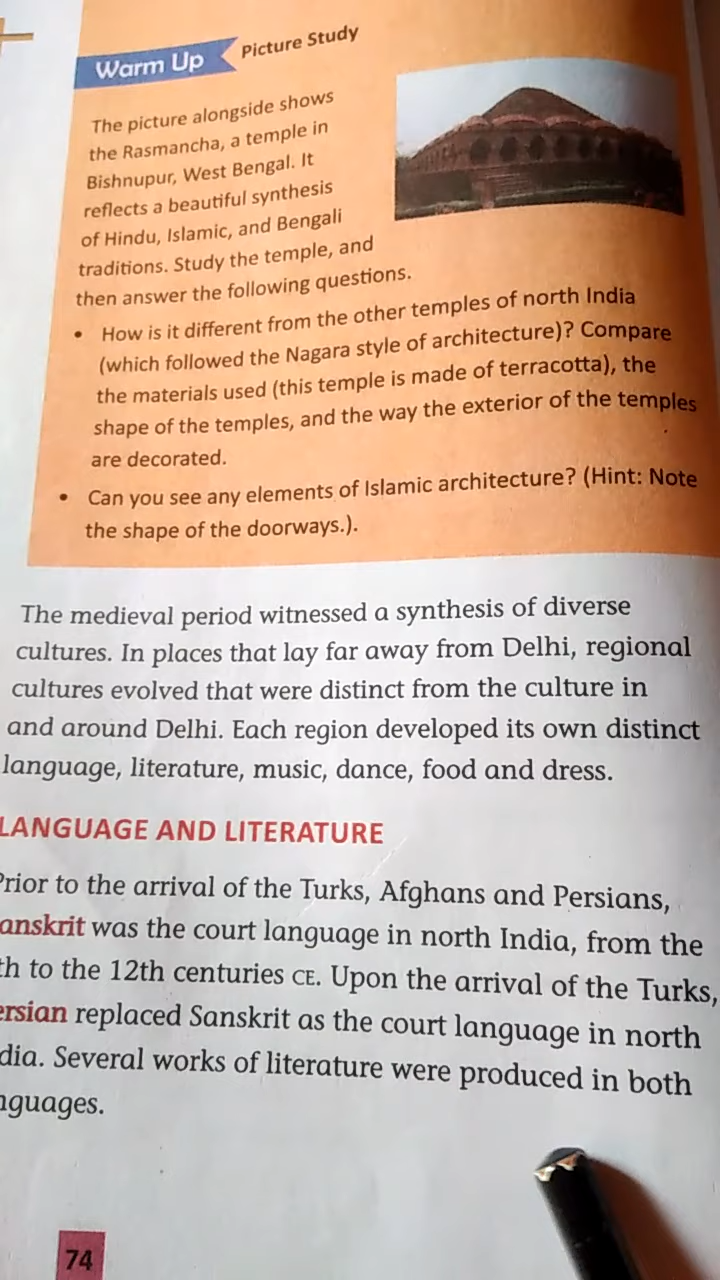 Warm Up
Picture Study
The picture alongside shows
the Rasmancha, a temple in
Bishnupur, West Bengal. It
reflects a beautiful synthesis
of Hindu, Islamic, and Bengali
traditions. Study the temple, and
then answer the following questions.
• How is it different from the other temples of north India
(which followed the Nagara style of architecture)? Compare
the materials used (this temple is made of terracotta), the
shape of the temples, and the way the exterior of the temples
are decorated.
• Can you see any elements of Islamic architecture? (Hint: Note
the shape of the doorways.).
The medieval period witnessed a synthesis of diverse
cultures. In places that lay far away from Delhi, regional
cultures evolved that were distinct from the culture in
and around Delhi. Each region developed its own distinct
language, literature, music, dance, food and dress.
LANGUAGE AND LITERATURE
Prior to the arrival of the Turks, Afghans and Persians,
anskrit was the court language in north India, from the
th to the 12th centuries CE. Upon the arrival of the Turks,
ersian replaced Sanskrit as the court language in north
dia. Several works of literature were produced in both
nguages.
74